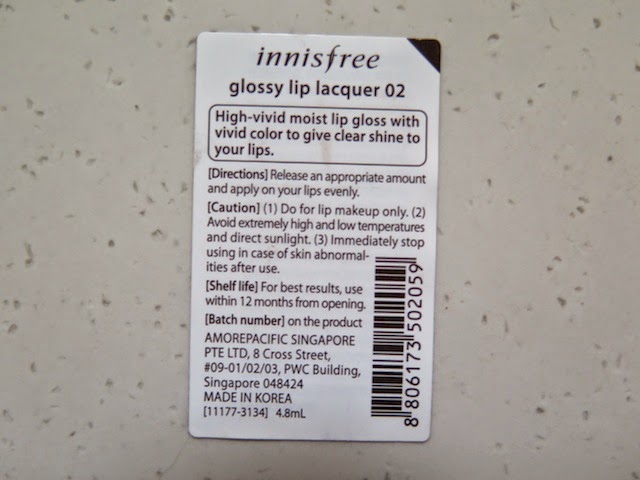 innisfree
glossy lip lacquer 02
High-vivid moist lip gloss with
vivid color to give clear shine to
your lips.
[Directions] Release an appropriate amount
and apply on your lips evenly.
[Caution] (1) Do for lip makeup only. (2)
Avoid extremely high and low temperatures
and direct sunlight. (3) Immediately stop
using in case of skin abnormal-
ities after use.
[Shelf life] For best results, use
within 12 months from opening.
[Batch number] on the product
AMOREPACIFIC SINGAPORE
PTE LTD, 8 Cross Street,
#09-01/02/03, PWC Building,
Singapore 048424
MADE IN KOREA
[11177-3134] 4.8mL
8 806173 502059